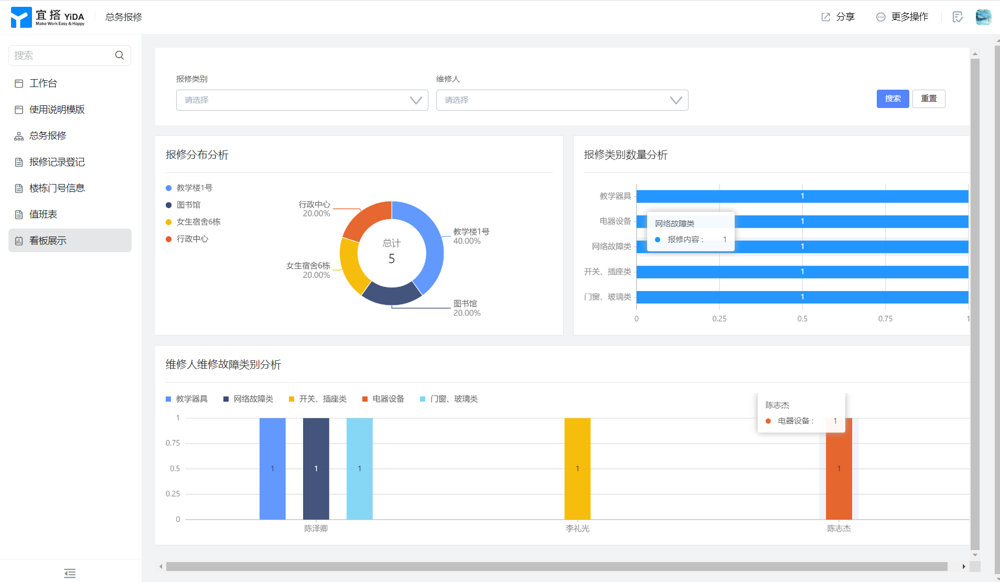 宜搭 YiDA
Make Work Easy & Happy
总务报修
分享
更多操作
搜索
工作台
使用说明模版
总务报修
报修记录登记
楼栋门号信息
值班表
看板展示
报修类别
维修人
请选择
请选择
搜索
重置
报修分布分析
教学楼1号
图书馆
女生宿舍6栋
行政中心
行政中心
20.00%
教学楼1号
40.00%
总计
5
女生宿舍6栋
20.00%
图书馆
20.00%
报修类别数量分析
教学器具
1
电器设备
1
网络故障类
报修内容：
1
网络故障类
1
开关、插座类
1
门窗、玻璃类
1
0
0.25
0.5
0.75
1
维修人维修故障类别分析
教学器具
网络故障类
开关、插座类
电器设备
门窗、玻璃类
陈志杰
电器设备：
1
1
0.75
0.5
0.25
0
1
1
1
1
1
陈泽卿
李礼光
陈志杰